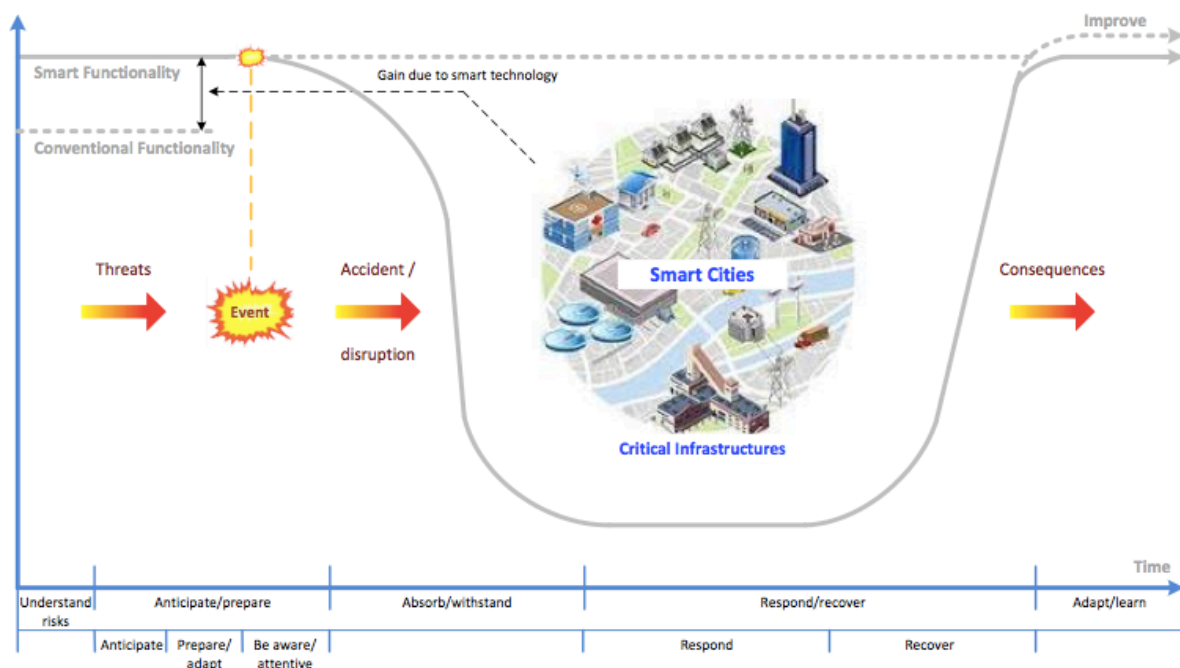 Improve
Smart Functionality
Gain due to smart technology
Conventional Functionality
Threats
Accident /
Smart Cities
Consequences
Event
disruption
Critical Infrastructures
Time
Understand
risks
Anticipate/prepare
Absorb/withstand
Respond/recover
Adapt/learn
Anticipate
Prepare/
adapt
Be aware/
attentive
Respond
Recover